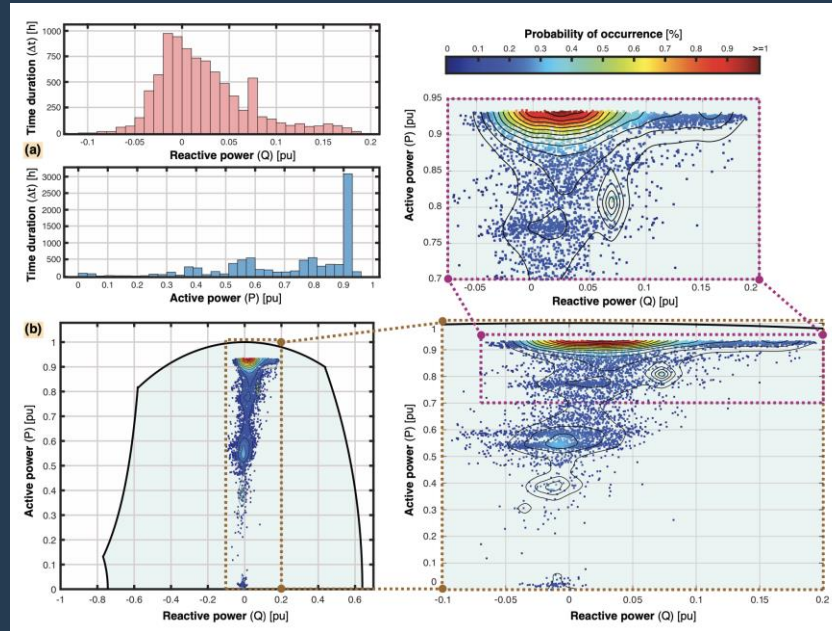 Time duration (Δt) [h]
1000
750
500
250
0
-0.1 -0.05 0 0.05 0.1 0.15 0.2
Reactive power (Q) [pu]
(a)
Time duration (Δt) [h]
3000
2500
2000
1500
1000
500
0
0 0.1 0.2 0.3 0.4 0.5 0.6 0.7 0.8 0.9 1
Active power (P) [pu]
Probability of occurrence [%]
0 0.1 0.2 0.3 0.4 0.5 0.6 0.7 0.8 0.9 >=1
Active power (P) [pu]
0.95
0.9
0.85
0.8
0.75
0.7
-0.05 0 0.05 0.1 0.15 0.2
Reactive power (Q) [pu]
(b)
Active power (P) [pu]
1
0.9
0.8
0.7
0.6
0.5
0.4
0.3
0.2
0.1
0
-1 -0.8 -0.6 -0.4 -0.2 0 0.2 0.4 0.6
Reactive power (Q) [pu]
Active power (P) [pu]
1
0.9
0.8
0.7
0.6
0.5
0.4
0.3
0.2
0.1
0
-0.1 -0.05 0 0.05 0.1 0.15 0.2
Reactive power (Q) [pu]